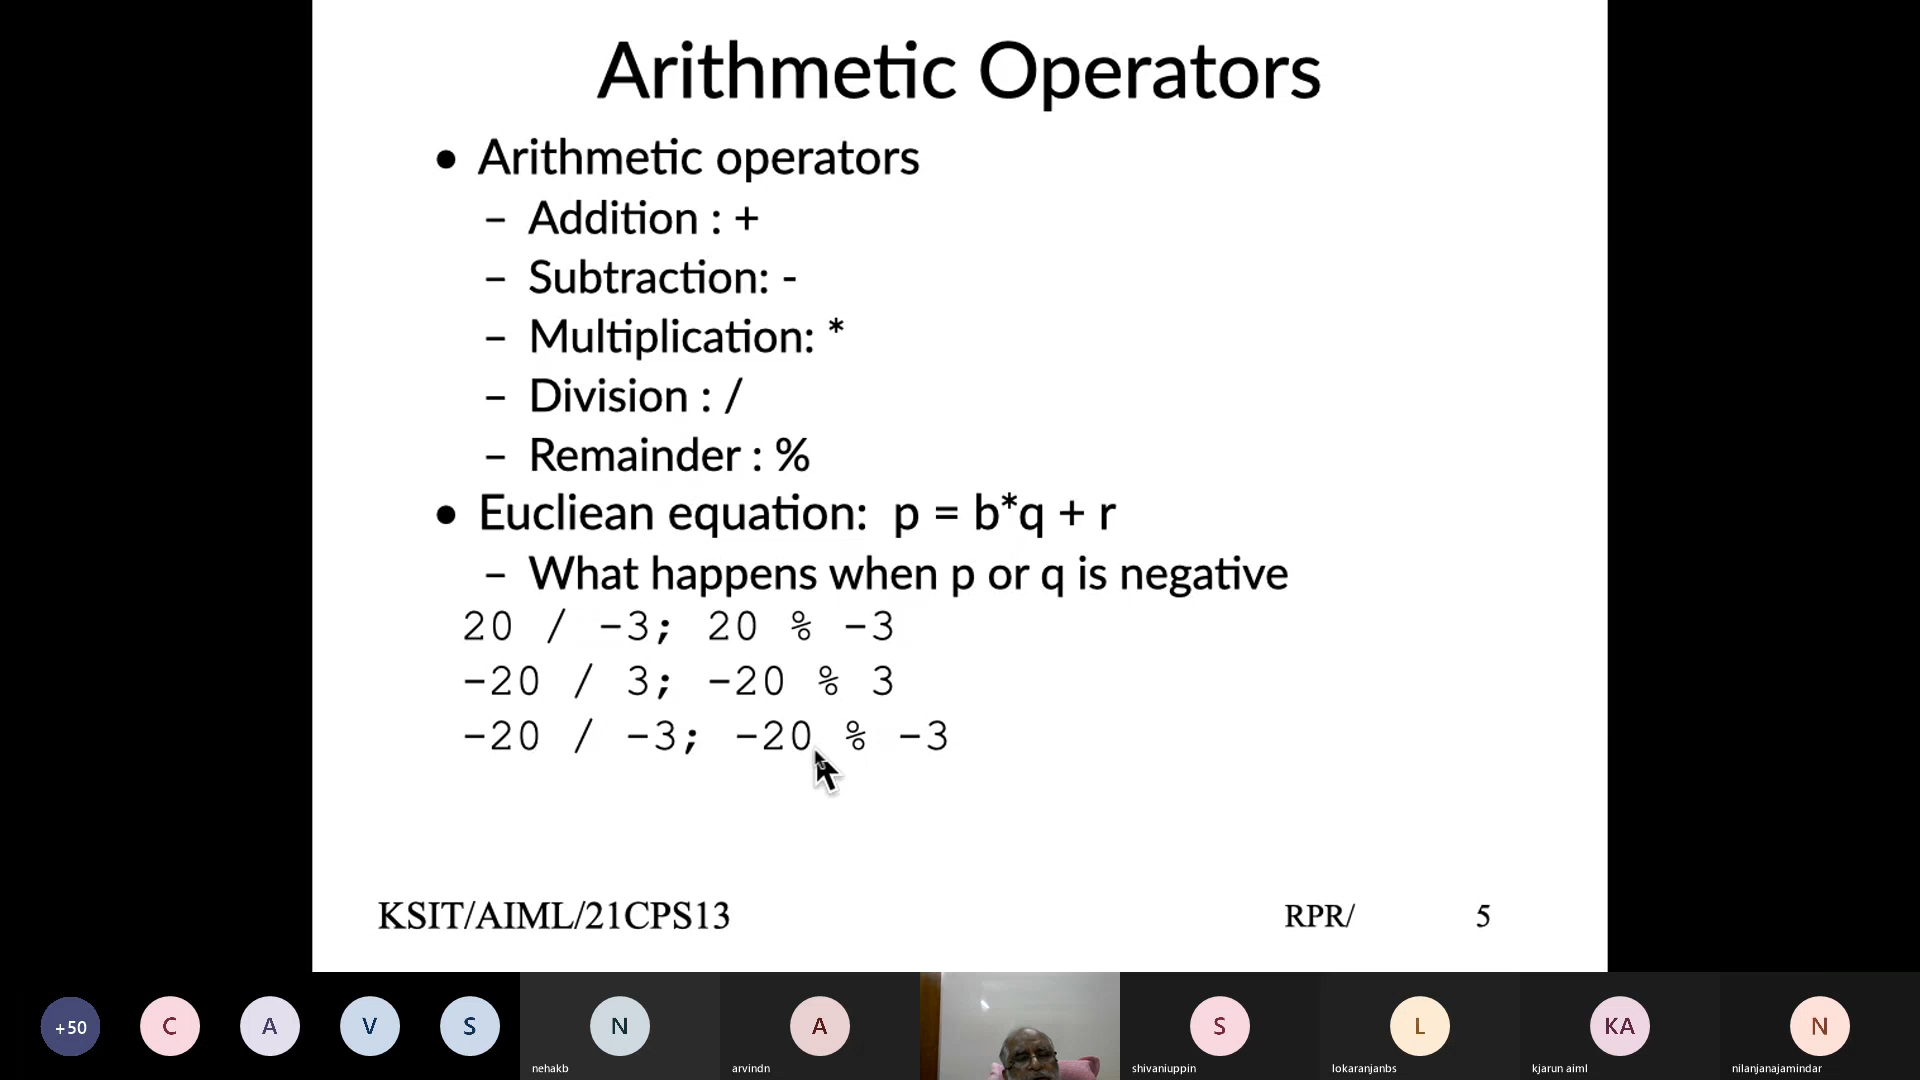 Arithmetic Operators
• Arithmetic operators
– Addition : +
– Subtraction: -
– Multiplication: *
– Division : /
– Remainder : %
• Eucliean equation: p = b*q + r
– What happens when p or q is negative
20 / -3; 20 % -3
-20 / 3; -20 % 3
-20 / -3; -20 % -3
KSIT/AIML/21CPS13 RPR/ 5
+50 C A V S N A S L KA N
nehakb arvindn shivaniuppin lokaranjanbs kjarun aiml nilanjanajamindar